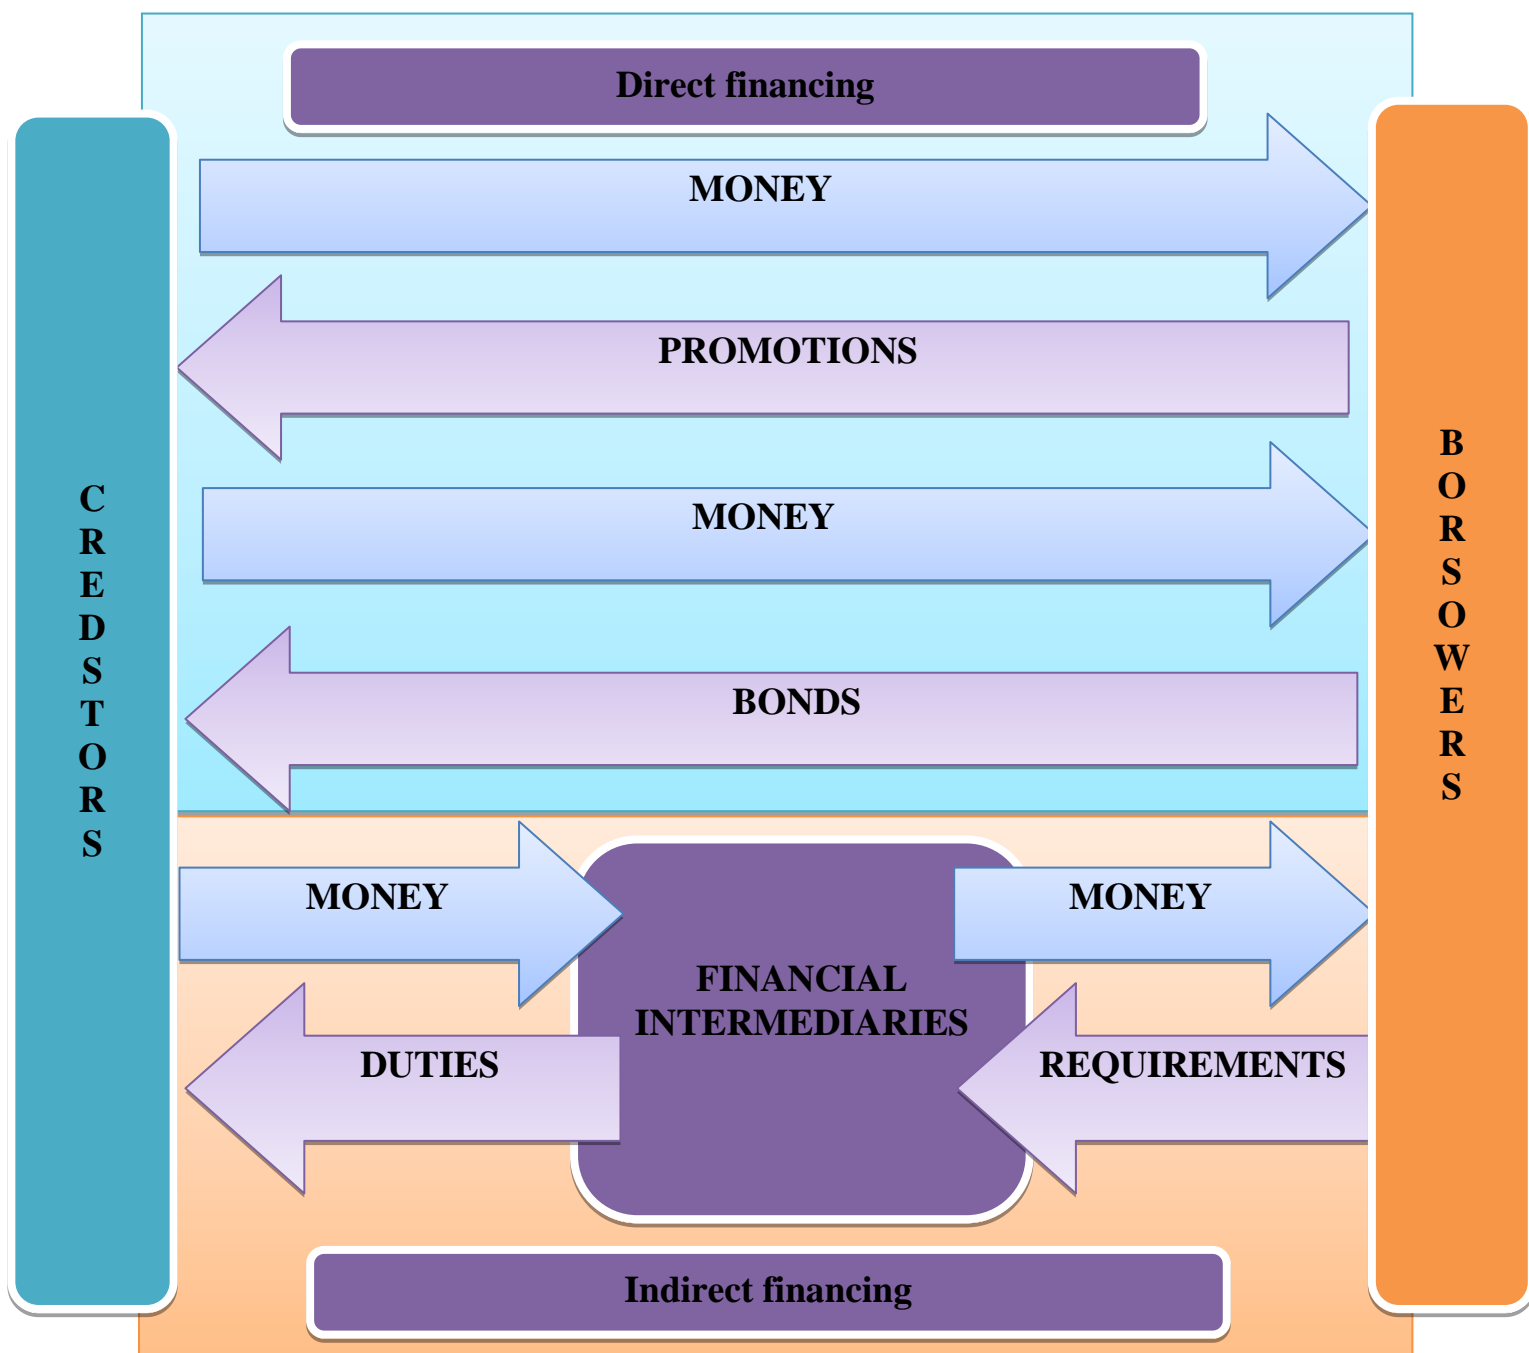 Direct financing
MONEY
PROMOTIONS
MONEY
BONDS
C
R
E
D
S
T
O
R
S
B
O
R
S
O
W
E
R
S
MONEY
MONEY
FINANCIAL
INTERMEDIARIES
DUTIES
REQUIREMENTS
Indirect financing